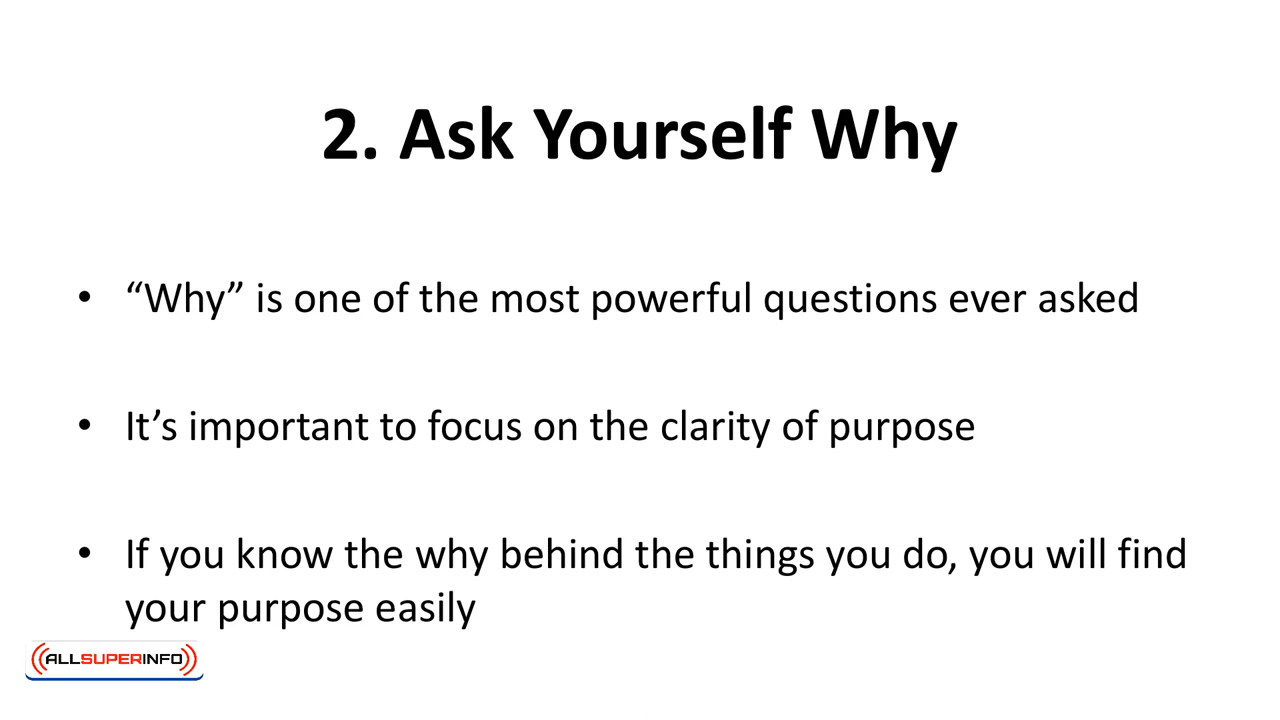 2. Ask Yourself Why
• “Why” is one of the most powerful questions ever asked
• It’s important to focus on the clarity of purpose
• If you know the why behind the things you do, you will find
your purpose easily
ALLSUPERINFO